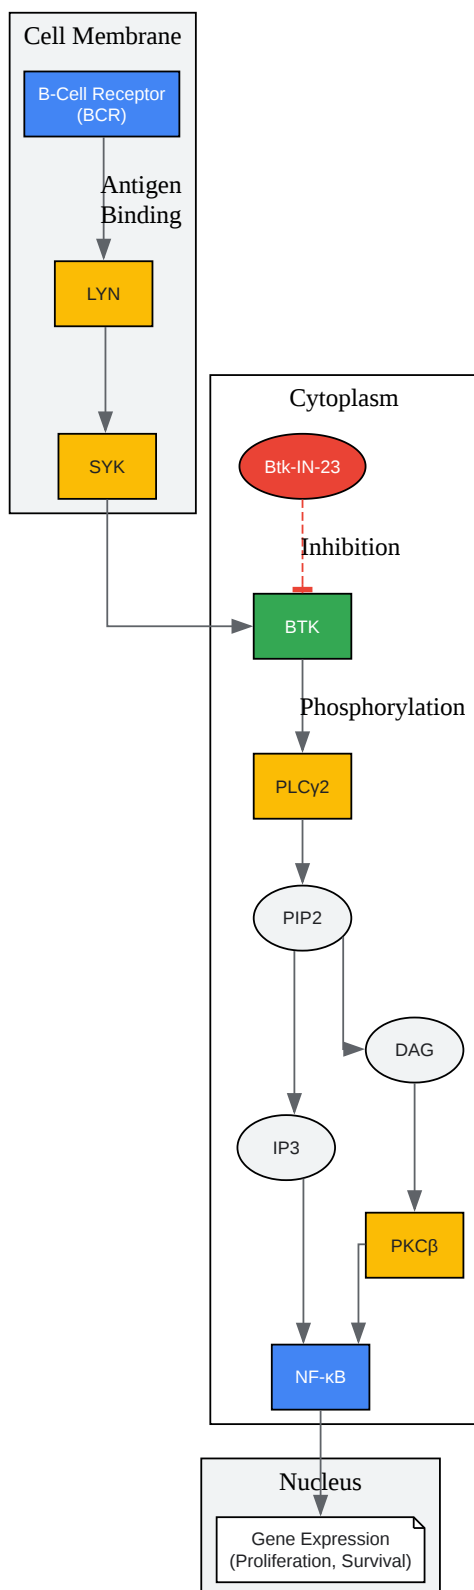 Cell Membrane
B-Cell Receptor
(BCR)
Antigen
Binding
LYN
SYK
Cytoplasm
Btk-IN-23
Inhibition
BTK
Phosphorylation
PLCγ2
PIP2
DAG
IP3
PKCβ
NF-κB
Nucleus
Gene Expression
(Proliferation, Survival)